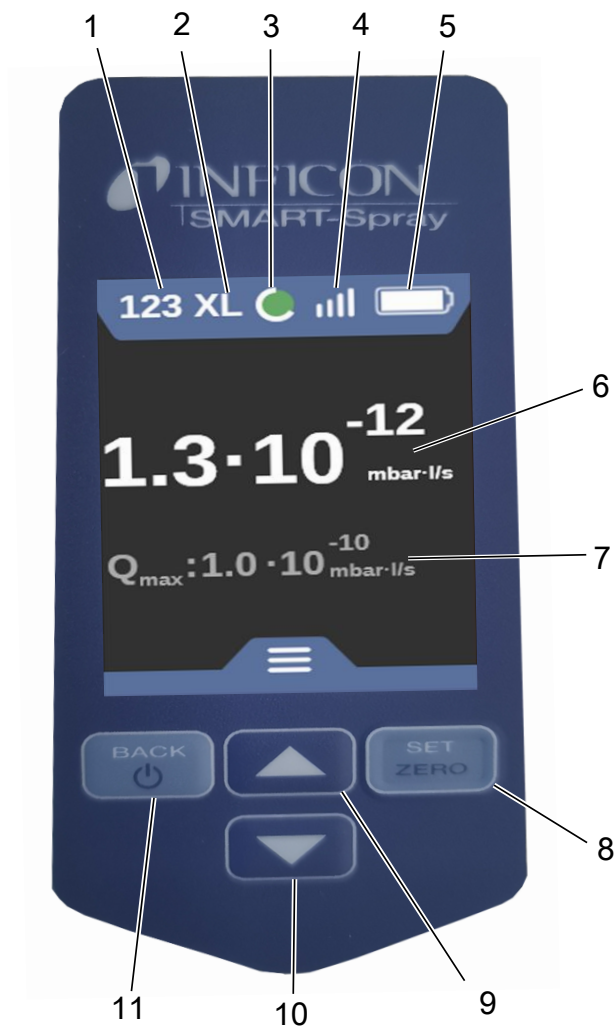 1 2 3 4 5
INFICON
SMART-Spray
123 XL
-12
1.3·10 mbar·l/s
6
-10
Qmax:1.0 ·10 mbar·l/s
7
BACK
SET
ZERO
8
11 10 9